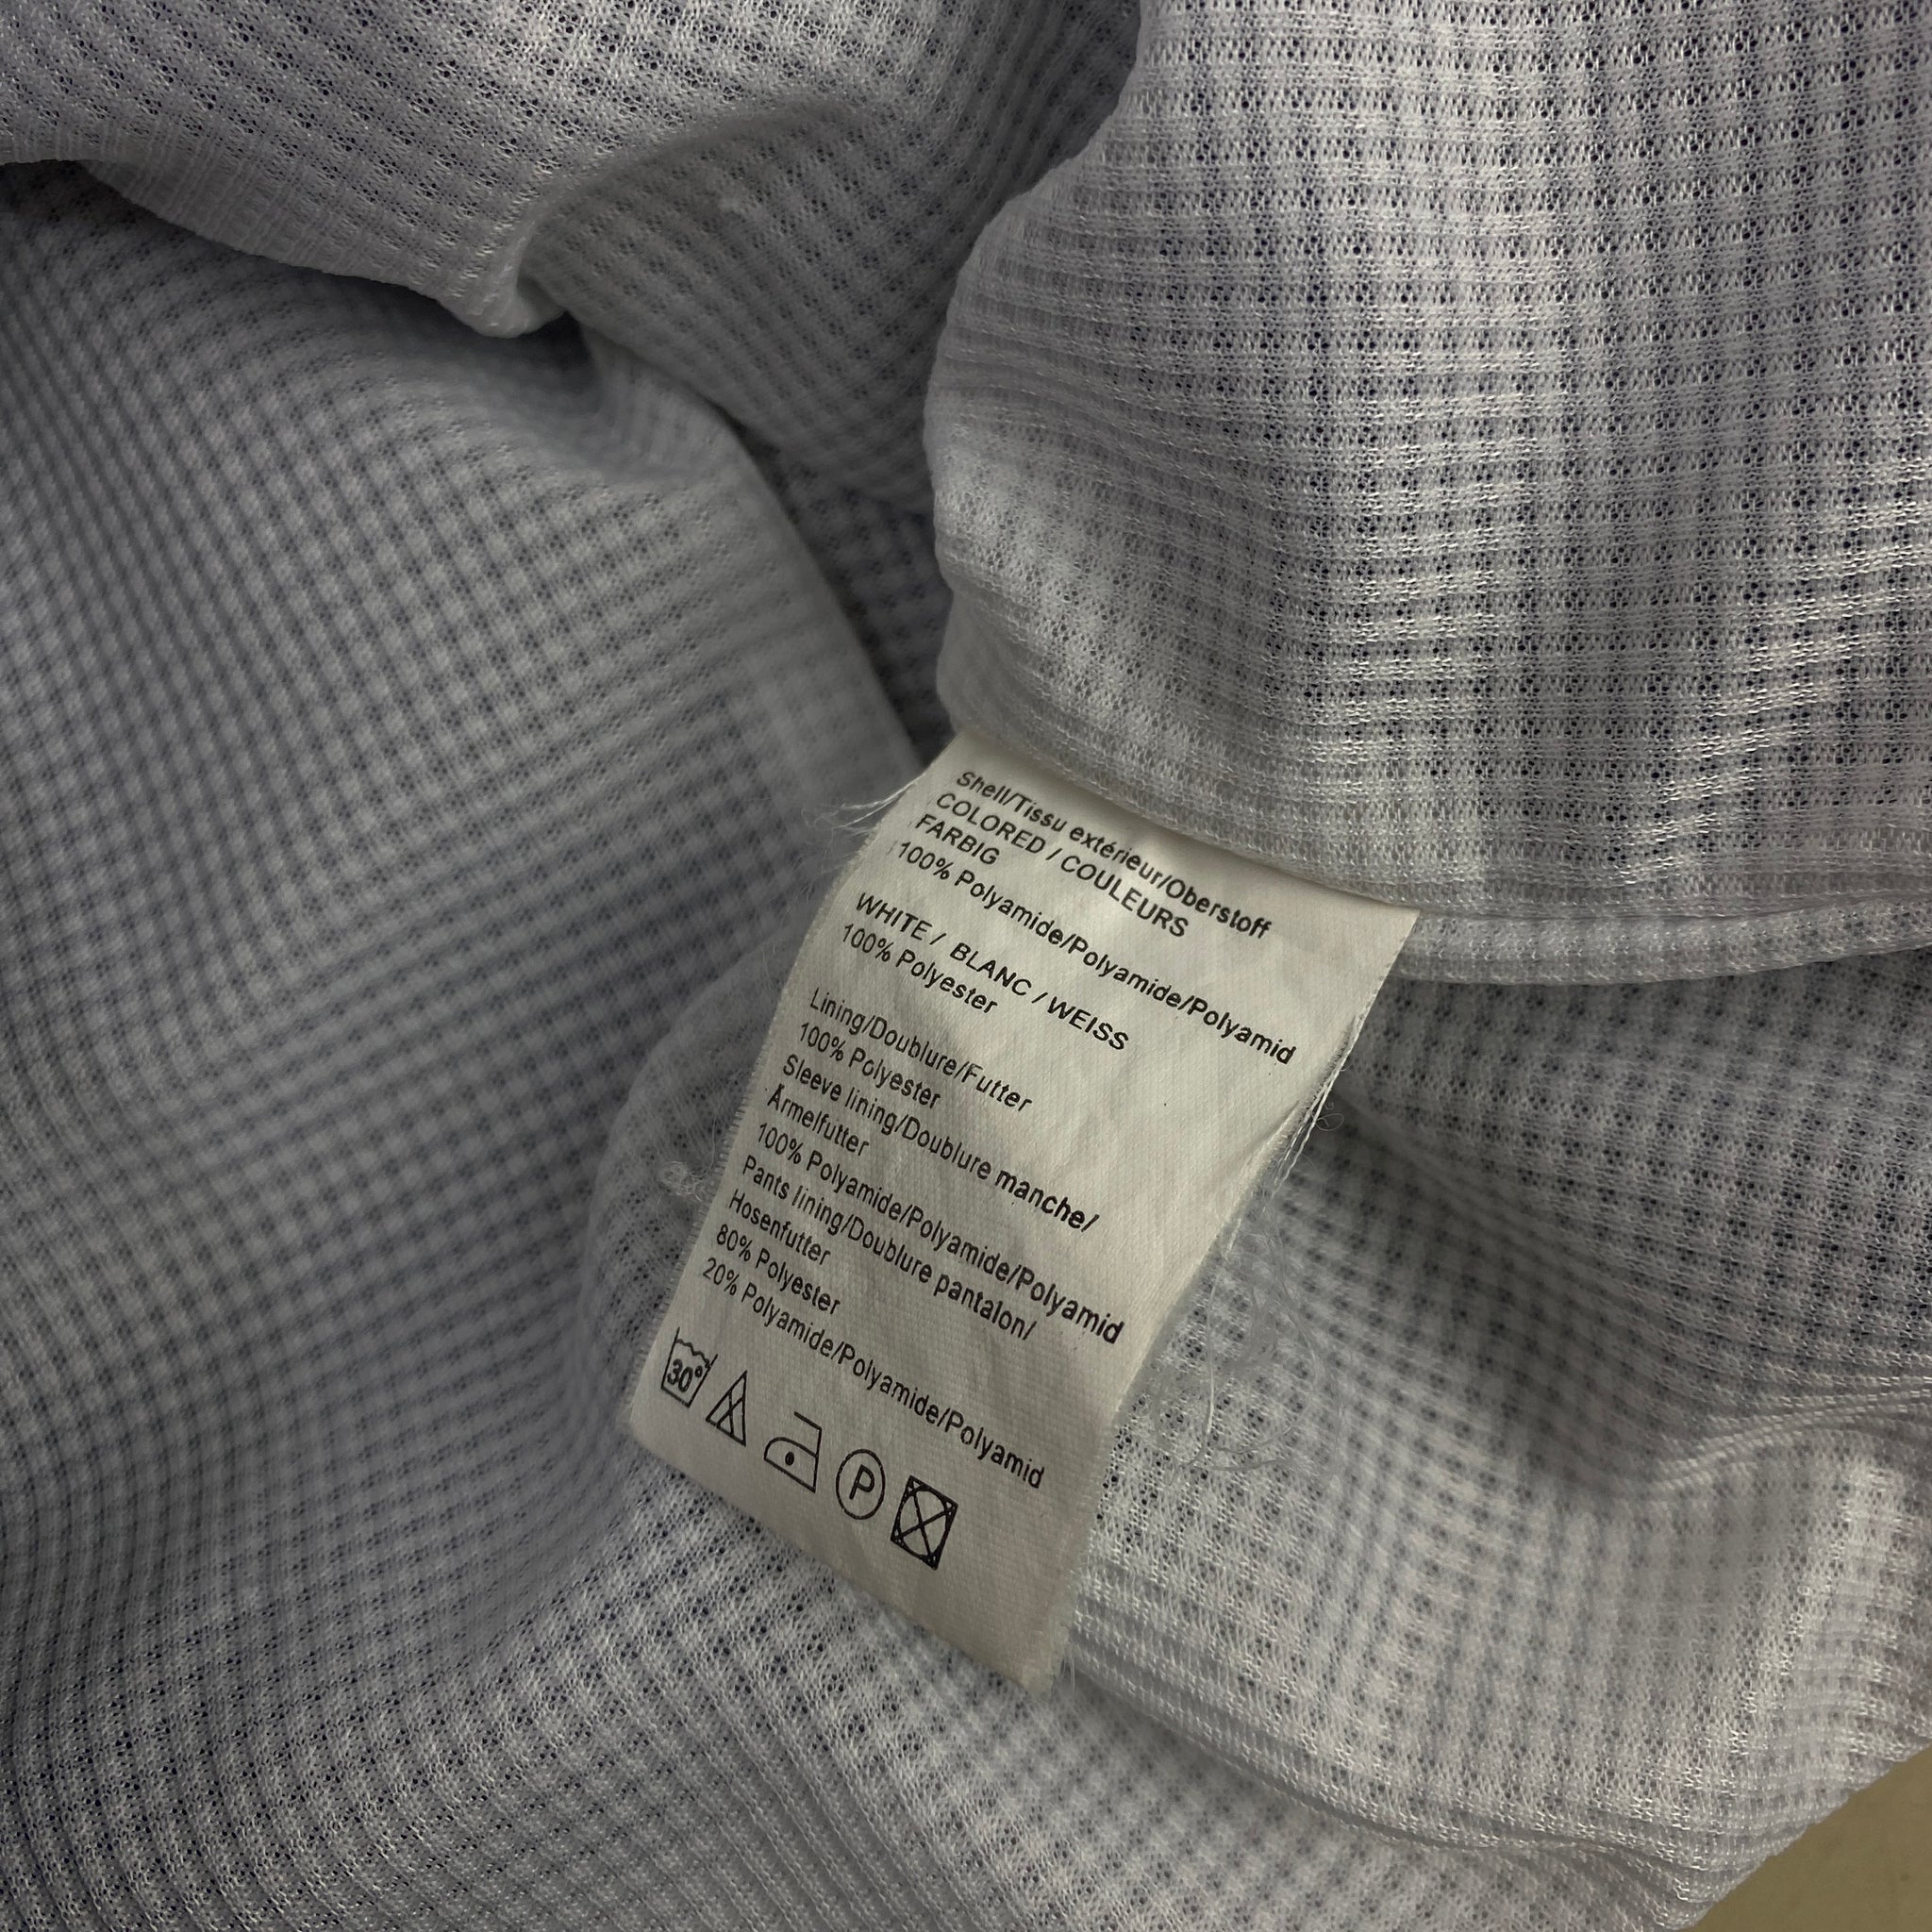 Shell/Tissu extérieur/Oberstoff
COLORED / COULEURS
FARBIG
100% Polyamide/Polyamide/Polyamid
WHITE / BLANC / WEISS
100% Polyester
Lining/Doublure/Futter
100% Polyester
Sleeve lining/Doublure manche/
Ärmelfutter
100% Polyamide/Polyamide/Polyamid
Pants lining/Doublure pantalon/
Hosenfutter
80% Polyester
20% Polyamide/Polyamide/Polyamid
30° P